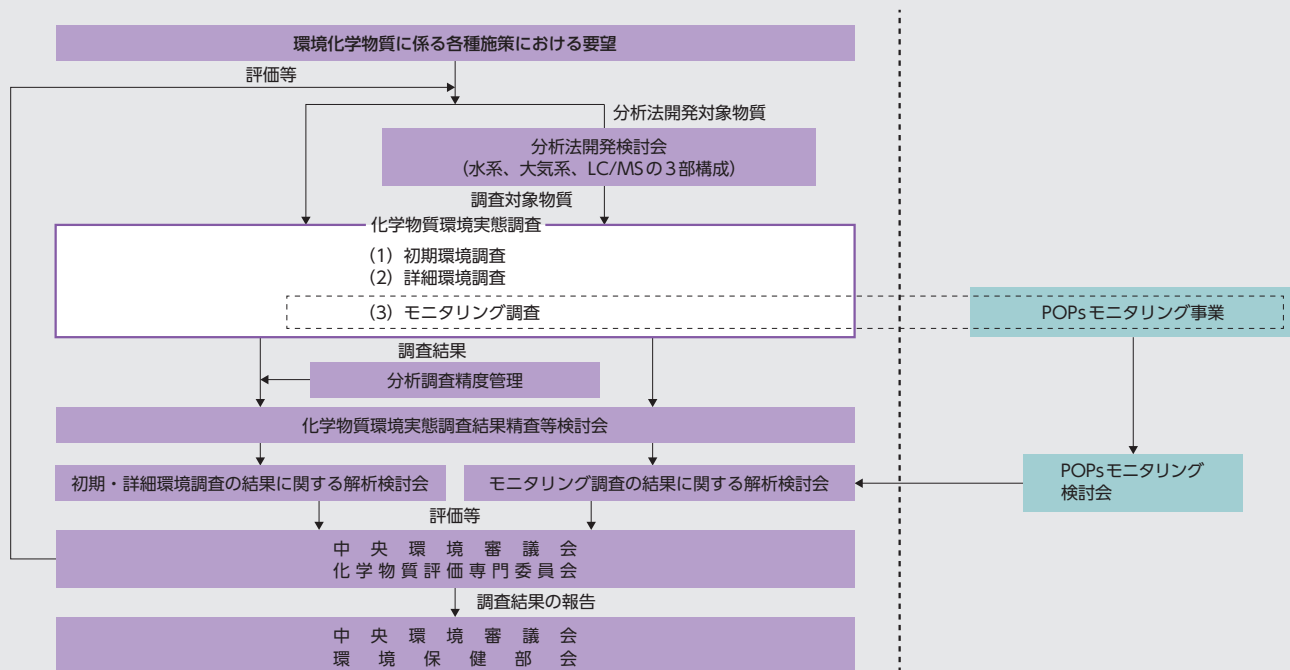 環境化学物質に係る各種施策における要望
評価等
分析法開発対象物質
分析法開発検討会
(水系、大気系、LC/MSの3部構成)
調査対象物質
化学物質環境実態調査
(1) 初期環境調査
(2) 詳細環境調査
(3) モニタリング調査
POPsモニタリング事業
調査結果
分析調査精度管理
化学物質環境実態調査結果精査等検討会
初期・詳細環境調査の結果に関する解析検討会
モニタリング調査の結果に関する解析検討会
POPsモニタリング
検討会
評価等
中央環境審議会
化学物質評価専門委員会
調査結果の報告
中央環境審議会
環境保健部会